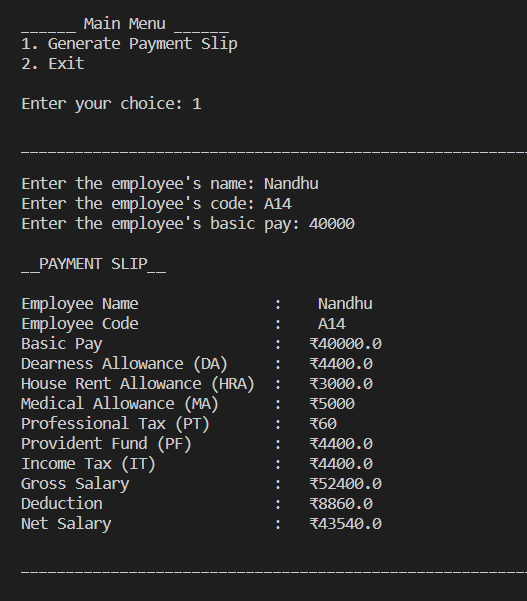 ______ Main Menu ______
1. Generate Payment Slip
2. Exit
Enter your choice: 1
________________________________________________________
Enter the employee's name: Nandhu
Enter the employee's code: A14
Enter the employee's basic pay: 40000
__PAYMENT SLIP__
Employee Name               :    Nandhu
Employee Code               :    A14
Basic Pay                   :   ₹40000.0
Dearness Allowance (DA)     :   ₹4400.0
House Rent Allowance (HRA)  :   ₹3000.0
Medical Allowance (MA)      :   ₹5000
Professional Tax (PT)       :   ₹60
Provident Fund (PF)         :   ₹4400.0
Income Tax (IT)             :   ₹4400.0
Gross Salary                :   ₹52400.0
Deduction                   :   ₹8860.0
Net Salary                  :   ₹43540.0
________________________________________________________